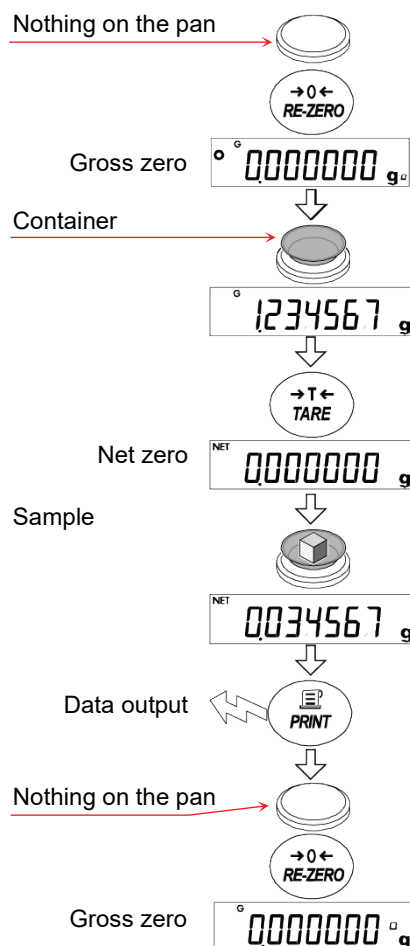 Nothing on the pan
→0←
RE-ZERO
G
Gross zero
0.000000 g
Container
G
1.234567 g
→T←
TARE
NET
Net zero
0.000000 g
Sample
NET
0.034567 g
Data output
PRINT
Nothing on the pan
→0←
RE-ZERO
G
Gross zero
0.000000 g